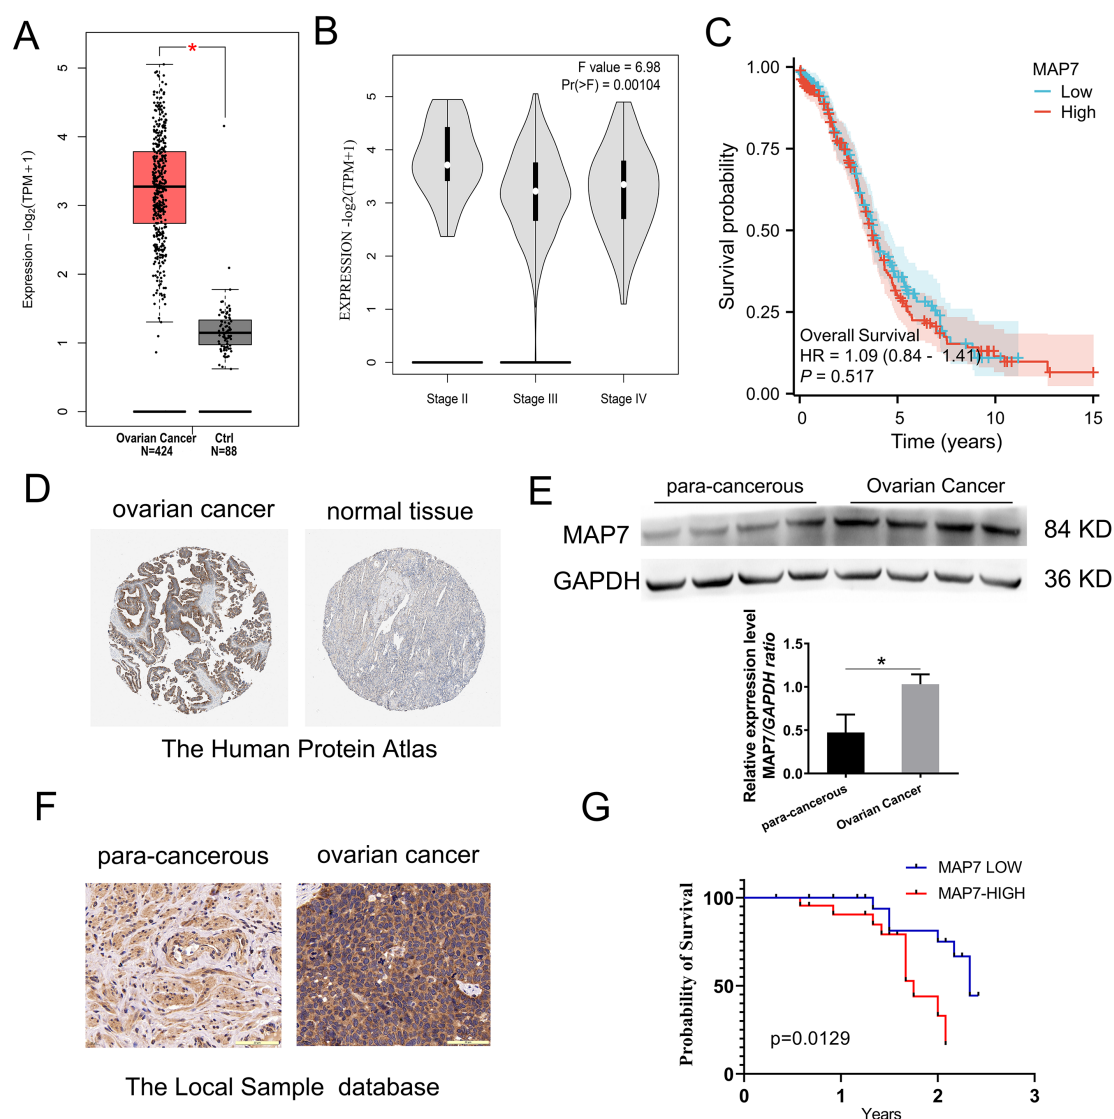 A
*
Expression − log2(TPM + 1)
5
4
3
2
1
0
Ovarian Cancer
N=424
Ctrl
N=88
B
F value = 6.98
Pr(>F) = 0.00104
EXPRESSION -log2(TPM+1)
5
4
3
2
1
0
Stage II
Stage III
Stage IV
C
MAP7
Low
High
Survival probability
1.00
0.75
0.50
0.25
0.00
Overall Survival
HR = 1.09 (0.84 - 1.41)
P = 0.517
0
5
10
15
Time (years)
D
ovarian cancer
normal tissue
The Human Protein Atlas
E
para-cancerous
Ovarian Cancer
MAP7
84 KD
GAPDH
36 KD
Relative expression level
MAP7/GAPDH ratio
1.5
1.0
0.5
0.0
*
para-cancerous
Ovarian Cancer
F
para-cancerous
ovarian cancer
The Local Sample database
G
MAP7 LOW
MAP7-HIGH
Probability of Survival
100
50
0
p=0.0129
0
1
2
3
Years